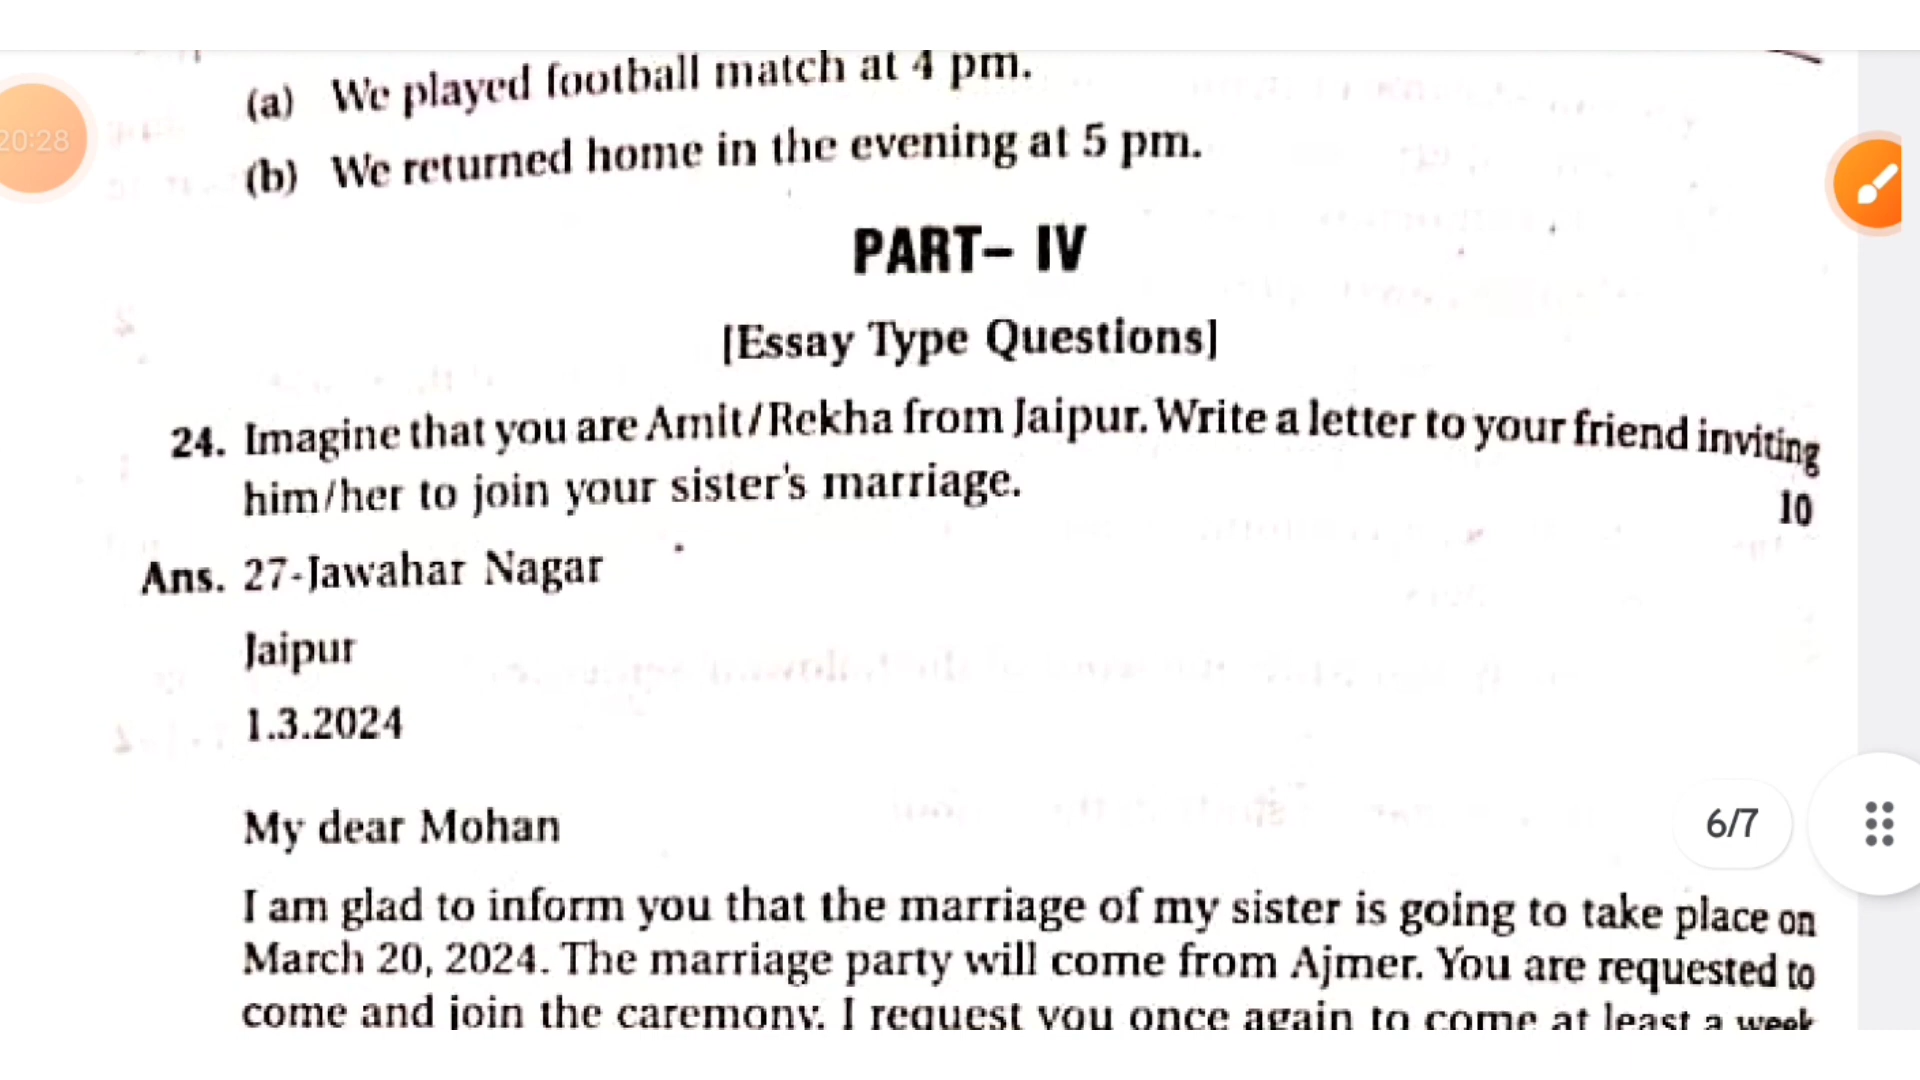 (a) We played football match at 4 pm.
20:28
(b) We returned home in the evening at 5 pm.
PART– IV
[Essay Type Questions]
24. Imagine that you are Amit/Rekha from Jaipur. Write a letter to your friend inviting
him/her to join your sister's marriage.
10
Ans. 27-Jawahar Nagar
Jaipur
1.3.2024
My dear Mohan
6/7
I am glad to inform you that the marriage of my sister is going to take place on
March 20, 2024. The marriage party will come from Ajmer. You are requested to
come and join the caremony. I request you once again to come at least a week